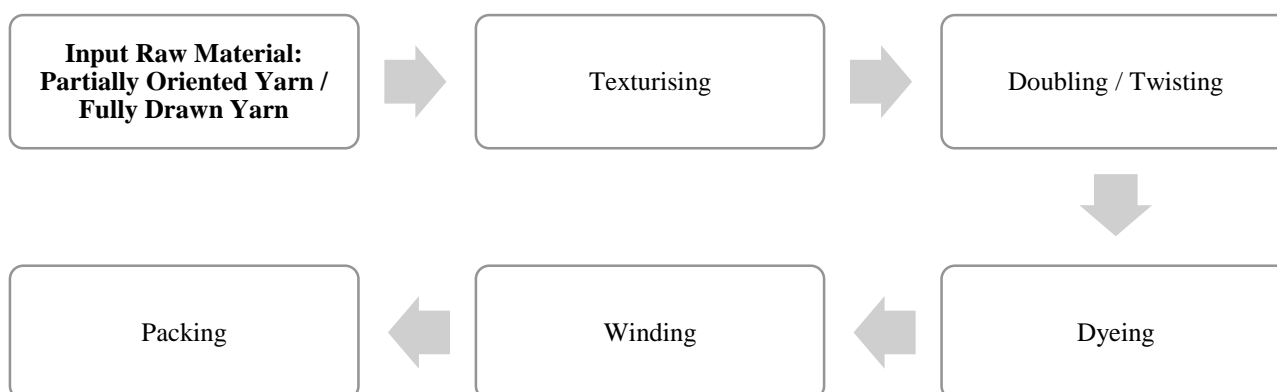 Input Raw Material:
Partially Oriented Yarn /
Fully Drawn Yarn
Texturising
Doubling / Twisting
Dyeing
Winding
Packing